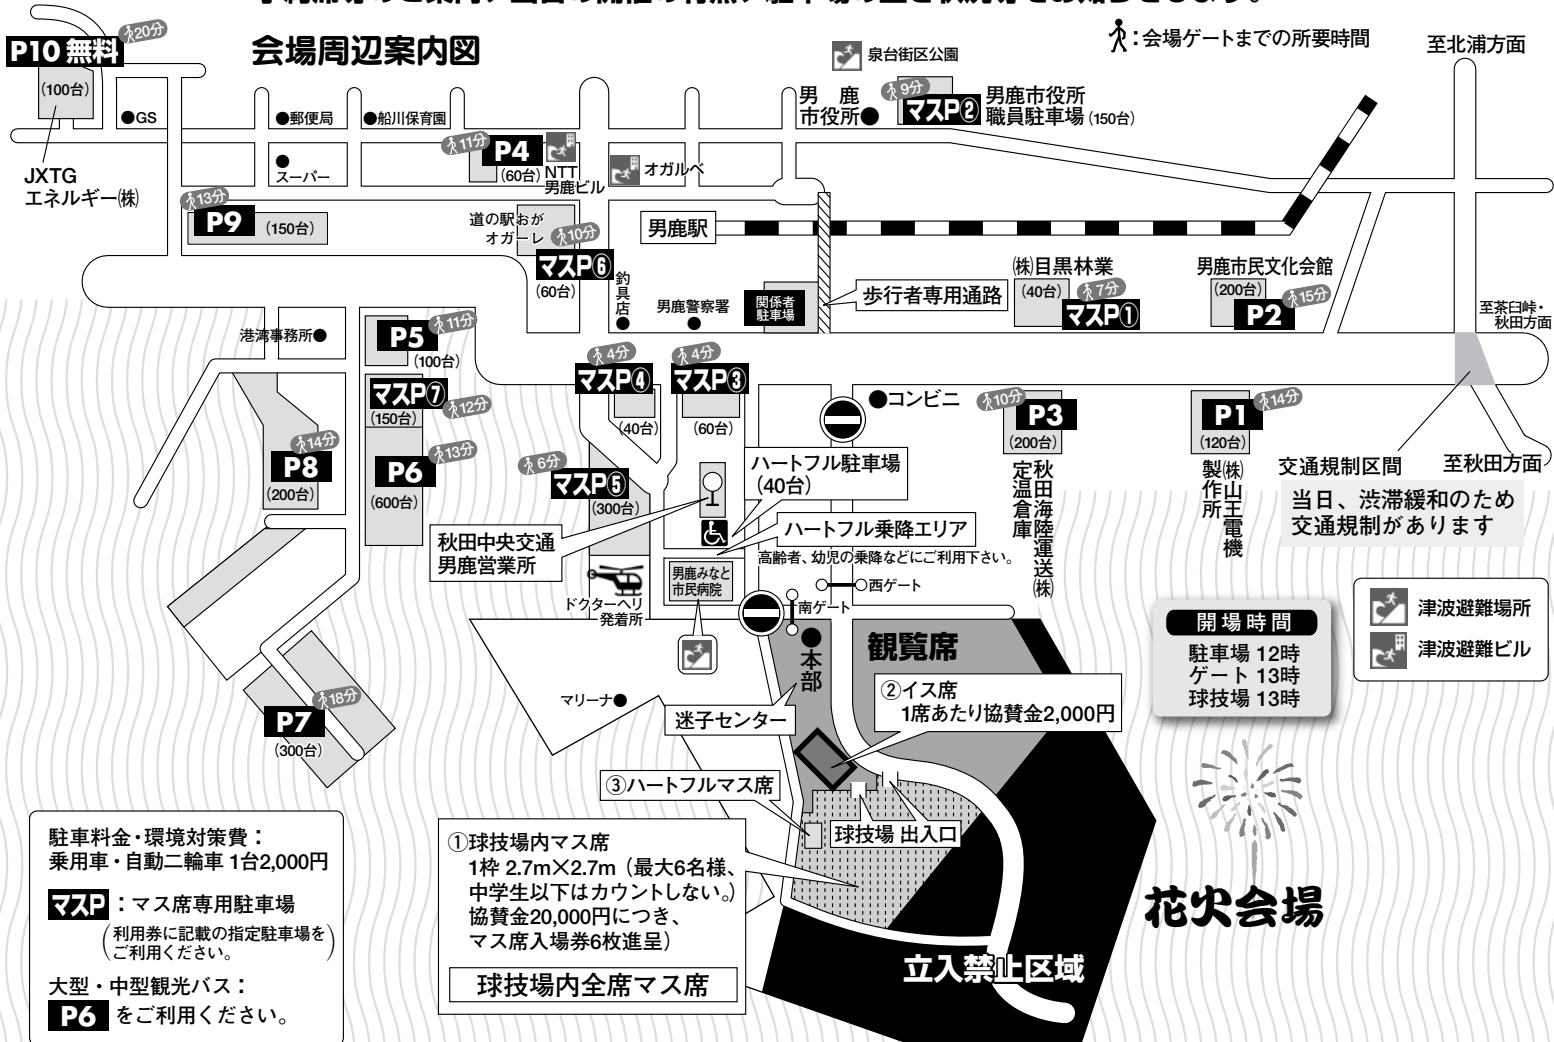 会場周辺案内図
:会場ゲートまでの所要時間
至北浦方面
P10 無料
20分
(100台)
JXTG
エネルギー㈱
●GS
●郵便局
●船川保育園
●
スーパー
11分
P4
(60台)
NTT
男鹿ビル
オガルベ
泉台街区公園
男鹿
市役所●
9分
マスP②
男鹿市役所
職員駐車場(150台)
13分
P9
(150台)
道の駅おが
オガーレ
10分
マスP⑥
(60台)
釣具店
●
男鹿駅
男鹿警察署
●
関係者
駐車場
歩行者専用通路
㈱目黒林業
(40台)
7分
マスP①
男鹿市民文化会館
(200台)
15分
P2
至茶臼峠・
秋田方面
港湾事務所●
P5
11分
(100台)
マスP⑦
(150台)
12分
P6
13分
(600台)
14分
P8
(200台)
18分
P7
(300台)
4分
マスP④
(40台)
4分
マスP③
(60台)
6分
マスP⑤
(300台)
●コンビニ
10分
P3
(200台)
秋田海陸運送㈱
定温倉庫
P1
14分
(120台)
㈱山王電機
製作所
交通規制区間
至秋田方面
当日、渋滞緩和のため
交通規制があります
ハートフル駐車場
(40台)
ハートフル乗降エリア
高齢者、幼児の乗降などにご利用下さい。
秋田中央交通
男鹿営業所
ドクターヘリ
発着所
男鹿みなと
市民病院
西ゲート
南ゲート
●本部
観覧席
マリーナ●
迷子センター
②イス席
1席あたり協賛金2,000円
③ハートフルマス席
球技場 出入口
①球技場内マス席
1枠 2.7m×2.7m(最大6名様、
中学生以下はカウントしない。)
協賛金20,000円につき、
マス席入場券6枚進呈)
球技場内全席マス席
立入禁止区域
花火会場
開場時間
駐車場 12時
ゲート 13時
球技場 13時
津波避難場所
津波避難ビル
駐車料金・環境対策費:
乗用車・自動二輪車 1台2,000円
マスP:マス席専用駐車場
(利用券に記載の指定駐車場を
ご利用ください。)
大型・中型観光バス:
P6 をご利用ください。